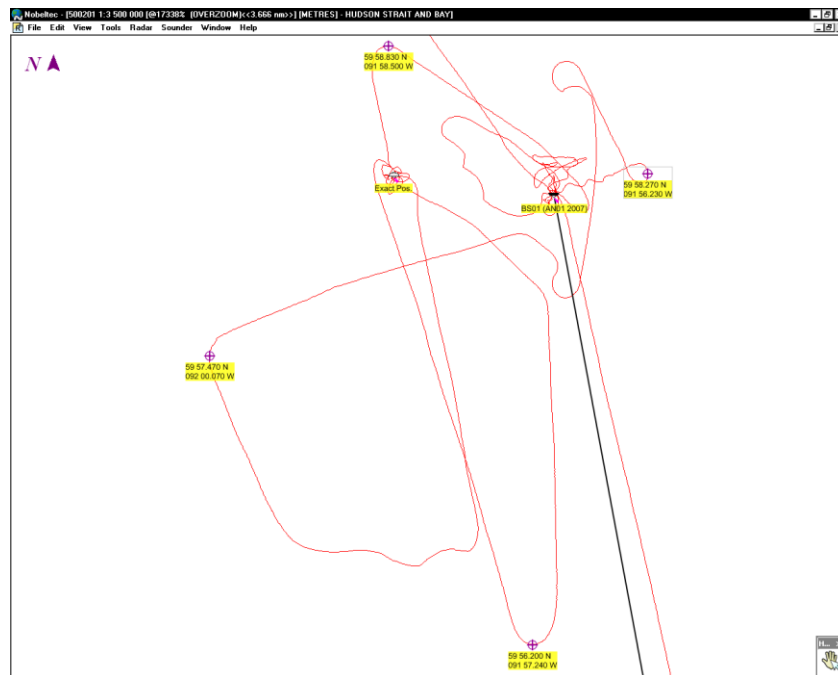 Nobeltec - [500201 1:3 500 000 [@17338% (OVERZOOM)<<3.666 nm>>] [METRES] - HUDSON STRAIT AND BAY]
File Edit View Tools Radar Sounder Window Help
N
59 58.830 N
091 58.500 W
59 58.270 N
091 56.230 W
Exact Pos.
BS01 (AN01 2007)
59 57.470 N
092 00.070 W
59 56.200 N
091 57.240 W